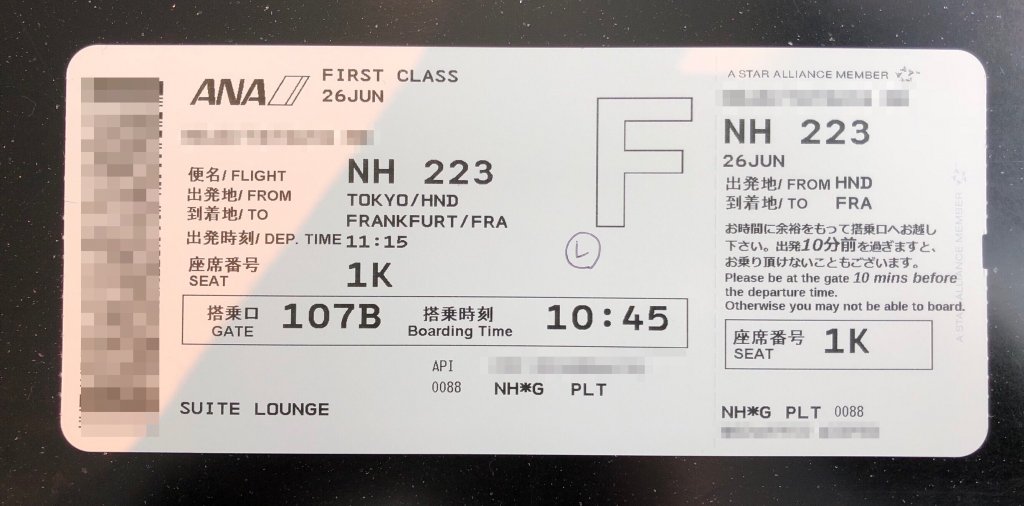 ANA
FIRST CLASS
26JUN
便名/ FLIGHT NH 223
出発地/ FROM TOKYO/HND
到着地/ TO FRANKFURT/FRA
出発時刻/ DEP. TIME 11:15
座席番号
SEAT 1K
F
L
搭乗口
GATE 107B
搭乗時刻
Boarding Time 10:45
API
0088 NH*G PLT
SUITE LOUNGE
A STAR ALLIANCE MEMBER
NH 223
26JUN
出発地/ FROM HND
到着地/ TO FRA
お時間に余裕をもって搭乗口へお越し
下さい。出発10分前を過ぎますと、
お乗り頂けないこともございます。
Please be at the gate 10 mins before
the departure time.
Otherwise you may not be able to board.
座席番号
SEAT 1K
NH*G PLT 0088
A STAR ALLIANCE MEMBER